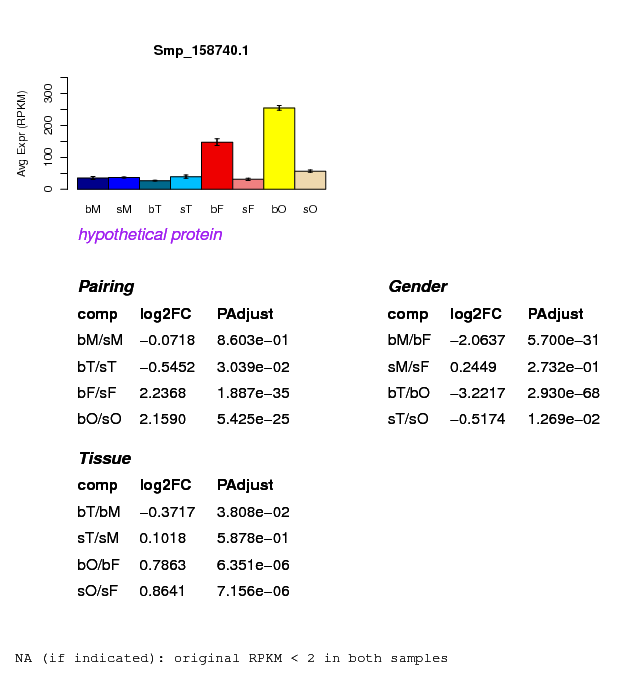 Smp_158740.1
Avg Expr (RPKM)
0 100 200 300
bM sM bT sT bF sF bO sO
hypothetical protein
Pairing
comp log2FC PAdjust
bM/sM −0.0718 8.603e−01
bT/sT −0.5452 3.039e−02
bF/sF 2.2368 1.887e−35
bO/sO 2.1590 5.425e−25
Gender
comp log2FC PAdjust
bM/bF −2.0637 5.700e−31
sM/sF 0.2449 2.732e−01
bT/bO −3.2217 2.930e−68
sT/sO −0.5174 1.269e−02
Tissue
comp log2FC PAdjust
bT/bM −0.3717 3.808e−02
sT/sM 0.1018 5.878e−01
bO/bF 0.7863 6.351e−06
sO/sF 0.8641 7.156e−06
NA (if indicated): original RPKM < 2 in both samples